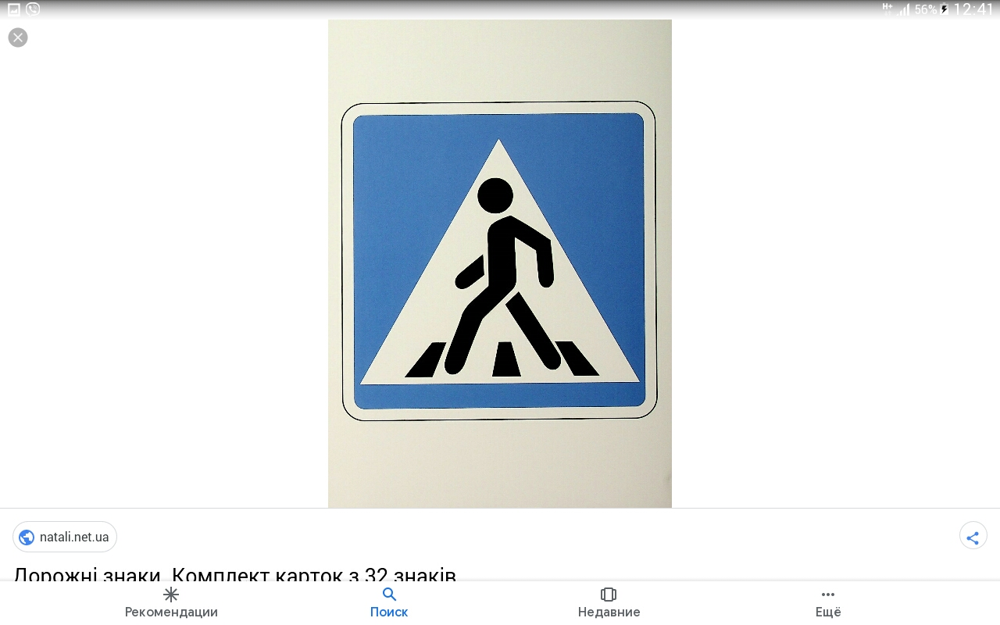 H+
56%
12:41
natali.net.ua
Дорожні знаки. Комплект карток з 32 знаків
Рекомендации
Поиск
Недавние
Ещё